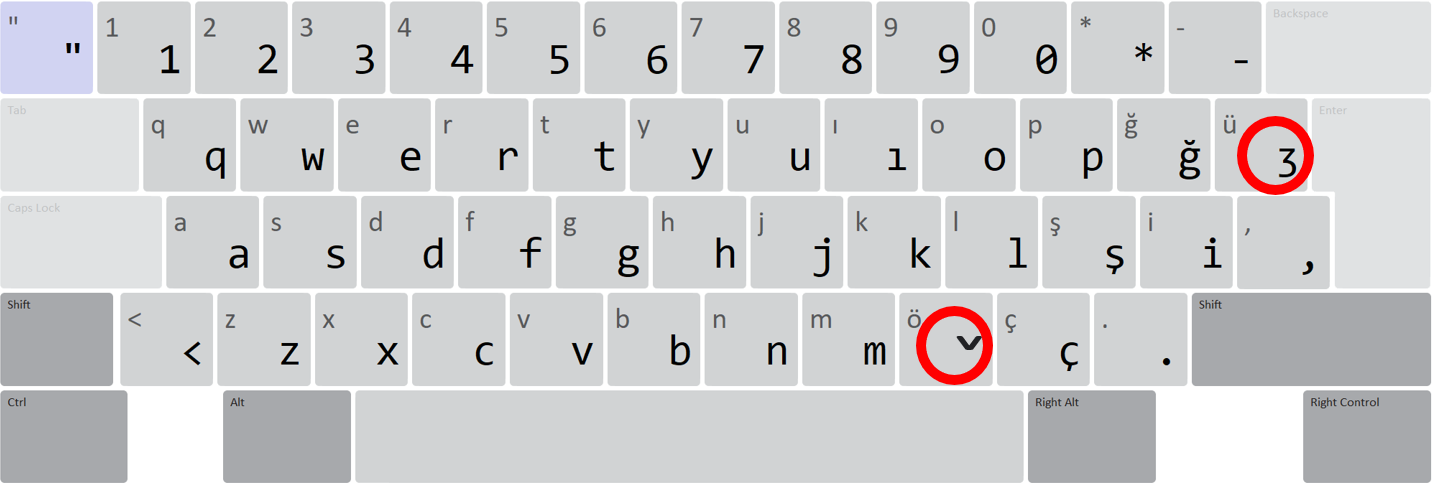 " 1 2 3 4 5 6 7 8 9 0 * - Backspace
" 1 2 3 4 5 6 7 8 9 0 * -
Tab q w e r t y u ı o p ğ ü Enter
q w e r t y u ı o p ğ ʒ
Caps Lock a s d f g h j k l ş i ,
a s d f g h j k l ş i ,
Shift < z x c v b n m ö ç . Shift
< z x c v b n m ˇ ç .
Ctrl Alt Right Alt Right Control